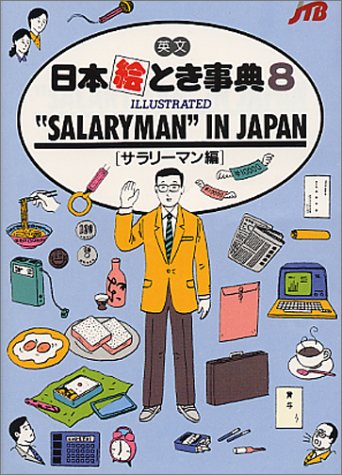 JTB
英文
日本絵とき事典8
ILLUSTRATED
"SALARYMAN" IN JAPAN
[サラリーマン編]
¥10000